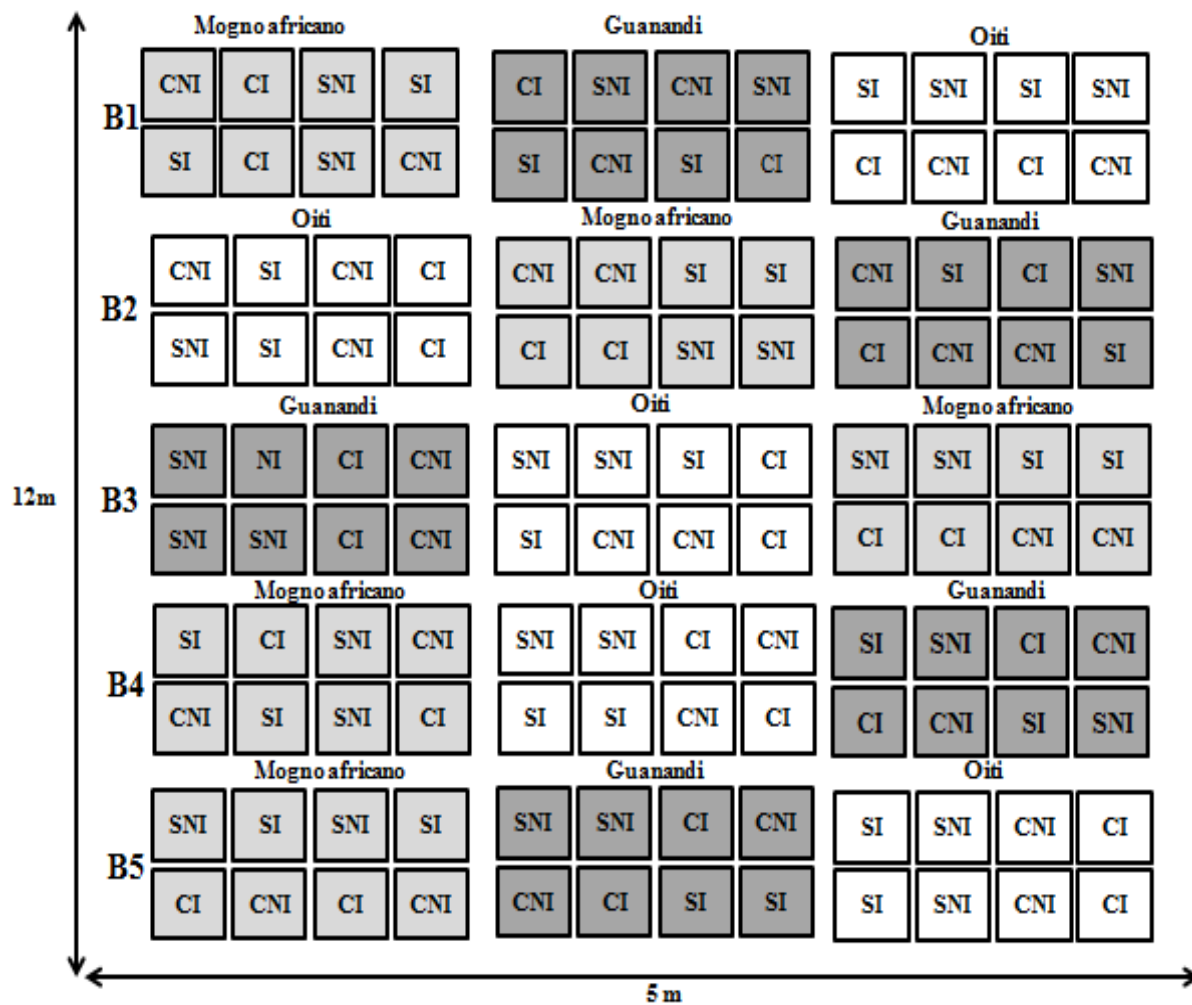 Mogno africano Guanandi Oiti
CNI CI SNI SI CI SNI CNI SNI SI SNI SI SNI
B1
SI CI SNI CNI SI CNI SI CI CI CNI CI CNI
Oiti Mogno africano Guanandi
CNI SI CNI CI CNI CNI SI SI CNI SI CI SNI
B2
SNI SI CNI CI CI CI SNI SNI CI CNI CNI SI
Guanandi Oiti Mogno africano
SNI NI CI CNI SNI SNI SI CI SNI SNI SI SI
12m B3
SNI SNI CI CNI SI CNI CNI CI CI CI CNI CNI
Mogno africano Oiti Guanandi
SI CI SNI CNI SNI SNI CI CNI SI SNI CI CNI
B4
CNI SI SNI CI SI SI CNI CI CI CNI SI SNI
Mogno africano Guanandi Oiti
SNI SI SNI SI SNI SNI CI CNI SI SNI CNI CI
B5
CI CNI CI CNI CNI CI SI SI SI SNI CNI CI
5 m